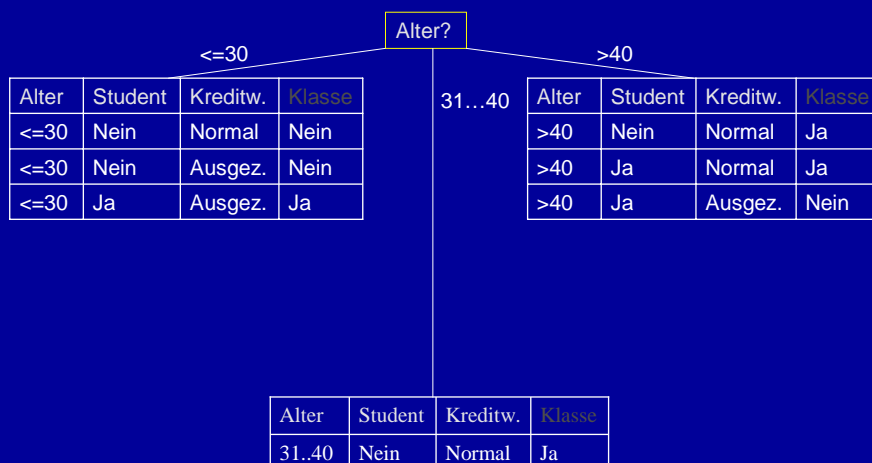 Alter?
<=30
>40
31…40
Alter Student Kreditw. Klasse
<=30 Nein Normal Nein
<=30 Nein Ausgez. Nein
<=30 Ja Ausgez. Ja
Alter Student Kreditw. Klasse
>40 Nein Normal Ja
>40 Ja Normal Ja
>40 Ja Ausgez. Nein
Alter Student Kreditw. Klasse
31..40 Nein Normal Ja